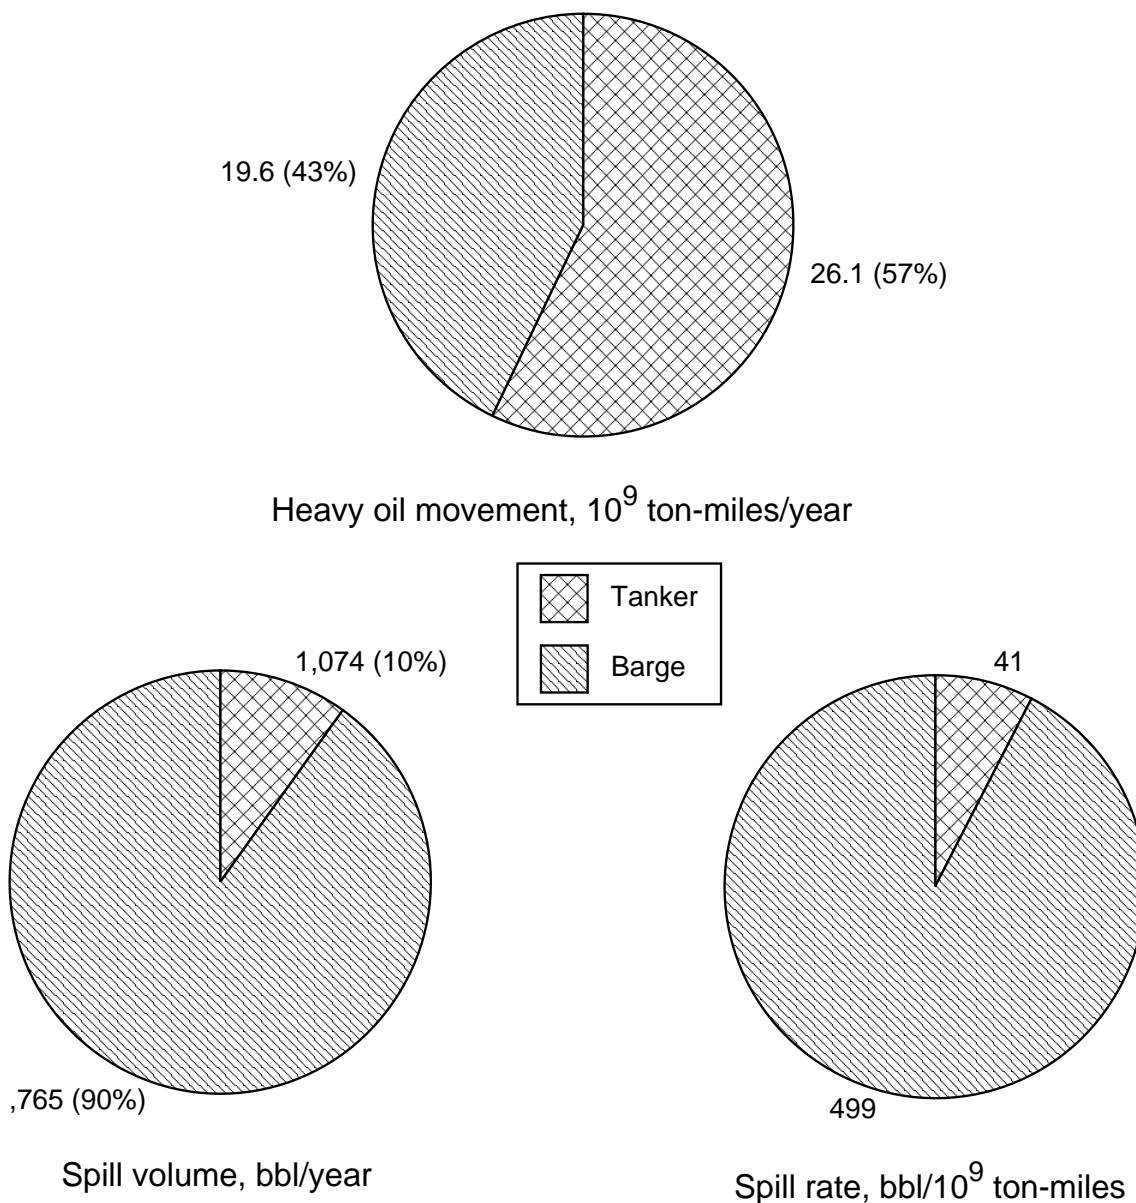 19.6 (43%)
26.1 (57%)
Heavy oil movement, 10⁹ ton-miles/year
Tanker
Barge
1,074 (10%)
41
,765 (90%)
499
Spill volume, bbl/year
Spill rate, bbl/10⁹ ton-miles